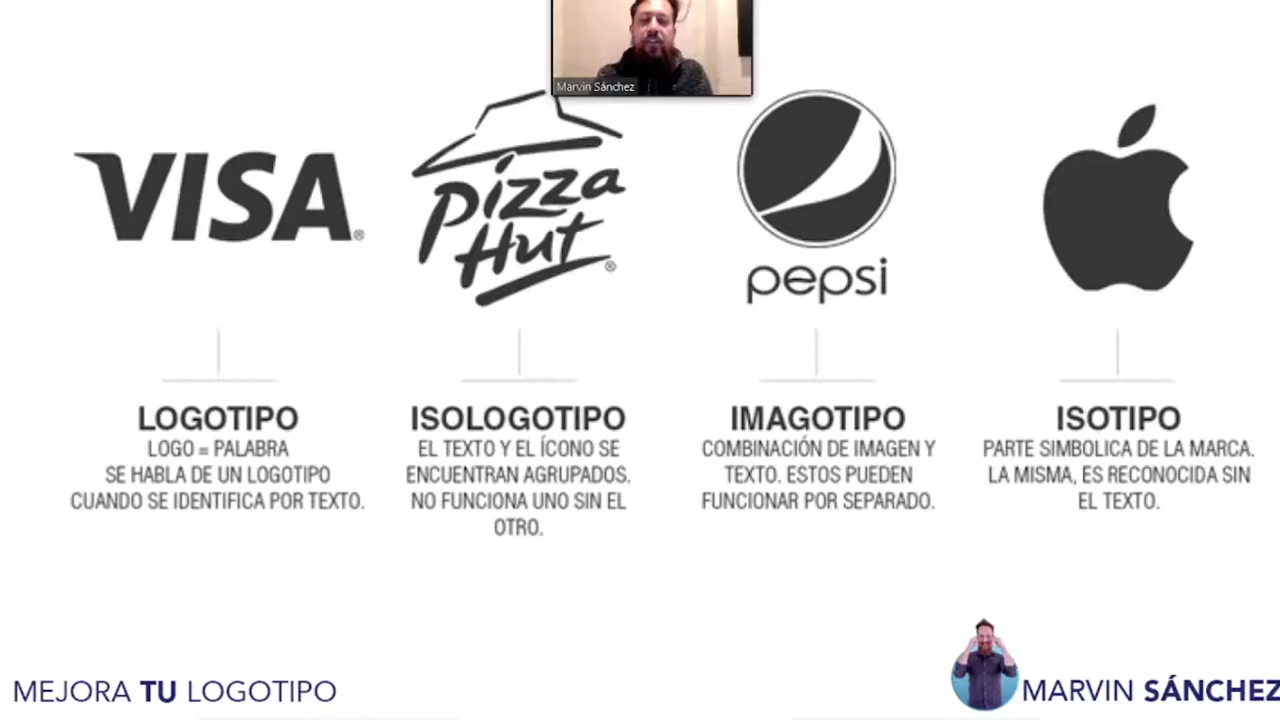 Marvin Sánchez
VISA®
pizza
Hut®
pepsi
LOGOTIPO
LOGO = PALABRA
SE HABLA DE UN LOGOTIPO
CUANDO SE IDENTIFICA POR TEXTO.
ISOLOGOTIPO
EL TEXTO Y EL ÍCONO SE
ENCUENTRAN AGRUPADOS.
NO FUNCIONA UNO SIN EL
OTRO.
IMAGOTIPO
COMBINACIÓN DE IMAGEN Y
TEXTO. ESTOS PUEDEN
FUNCIONAR POR SEPARADO.
ISOTIPO
PARTE SIMBOLICA DE LA MARCA.
LA MISMA, ES RECONOCIDA SIN
EL TEXTO.
MEJORA TU LOGOTIPO
MARVIN SÁNCHEZ